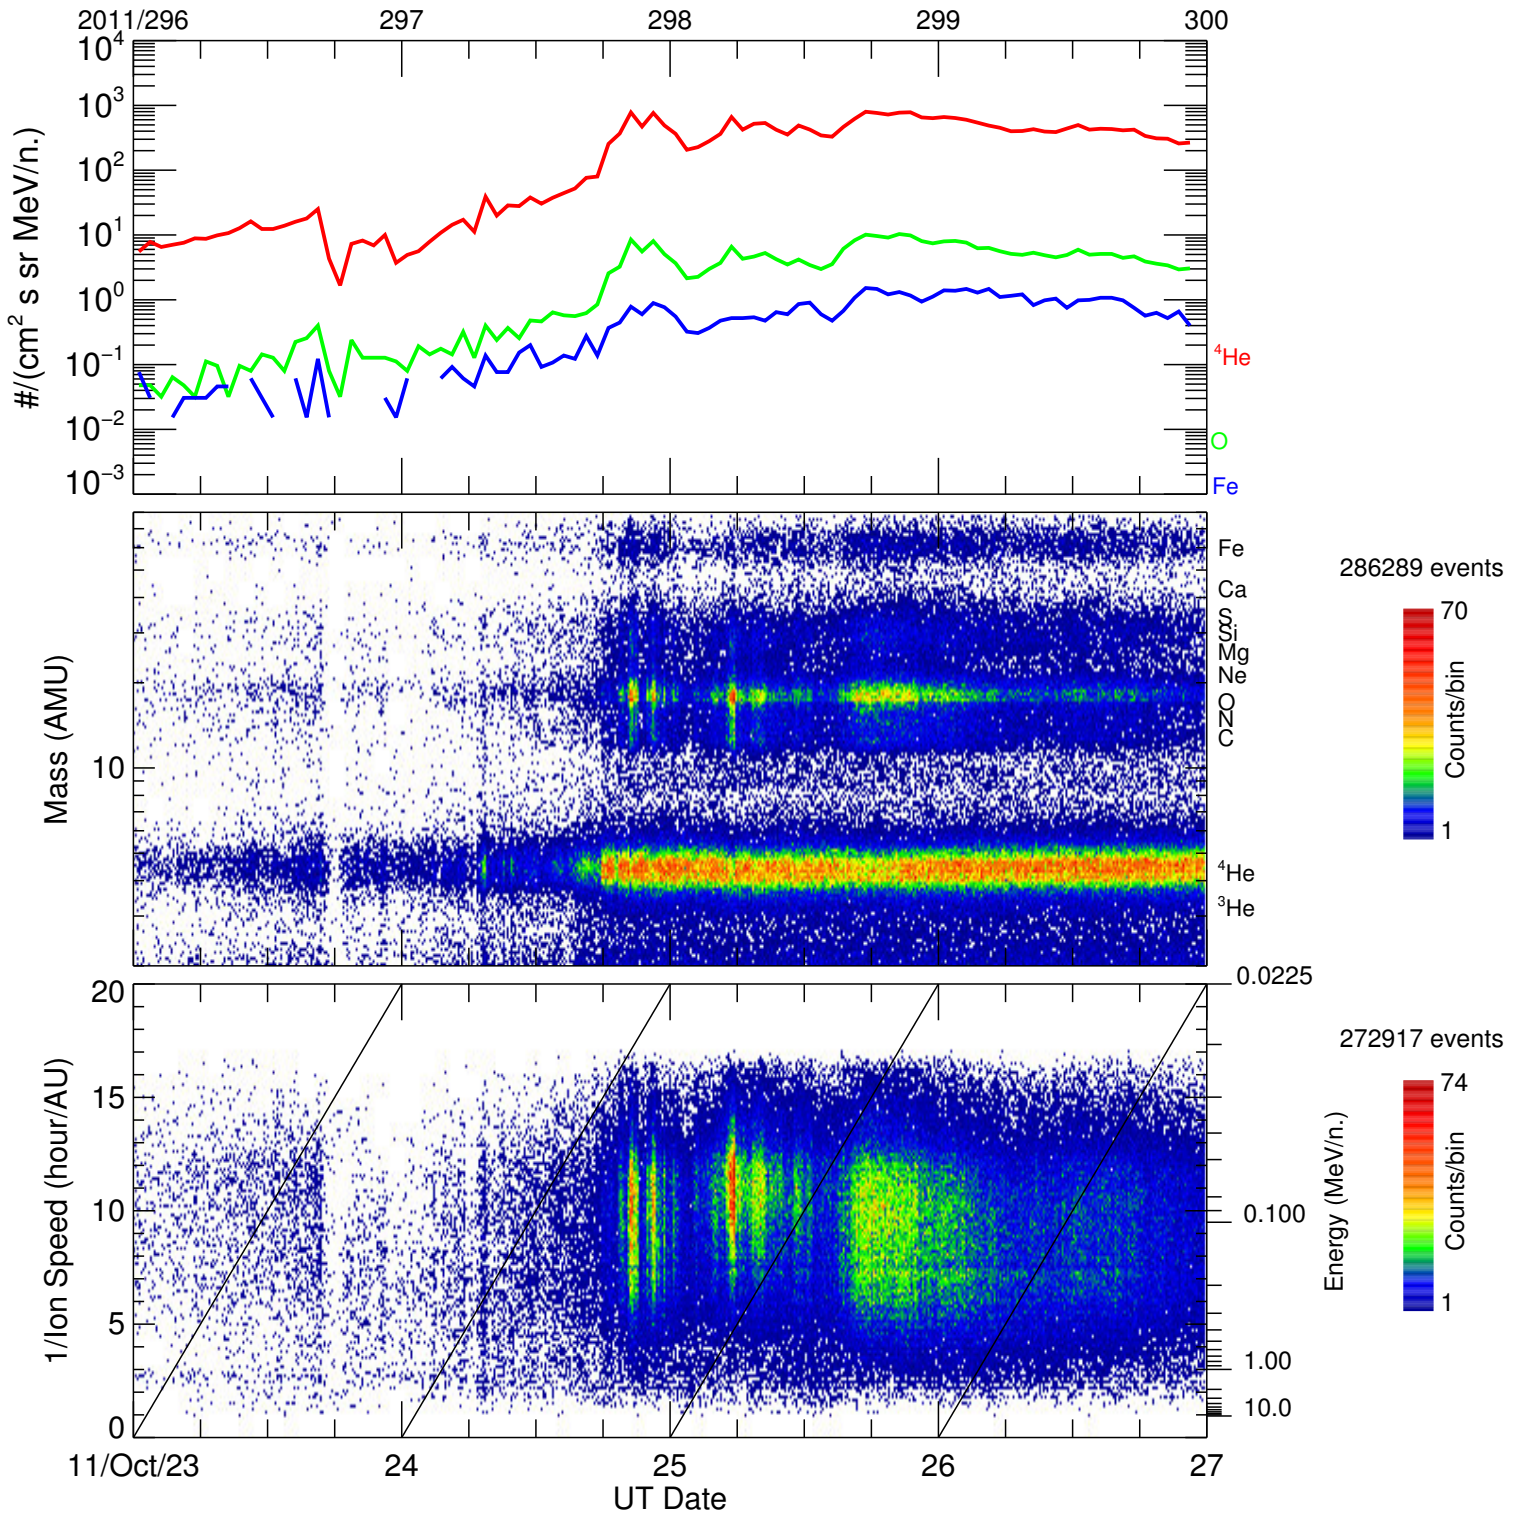 2011/296 297 298 299 300
10⁴
10³
10²
10¹
10⁰
10⁻¹
10⁻²
10⁻³
#/(cm² s sr MeV/n.)
⁴He
O
Fe
Mass (AMU)
10
Fe
Ca
S
Si
Mg
Ne
O
N
C
⁴He
³He
286289 events
70
Counts/bin
1
1/Ion Speed (hour/AU)
20
15
10
5
0
0.0225
0.100
1.00
10.0
Energy (MeV/n.)
272917 events
74
Counts/bin
1
11/Oct/23 24 25 26 27
UT Date